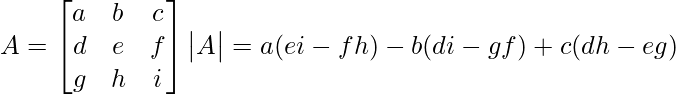 A = [a b c
d e f
g h i] |A| = a(ei − fh) − b(di − gf) + c(dh − eg)